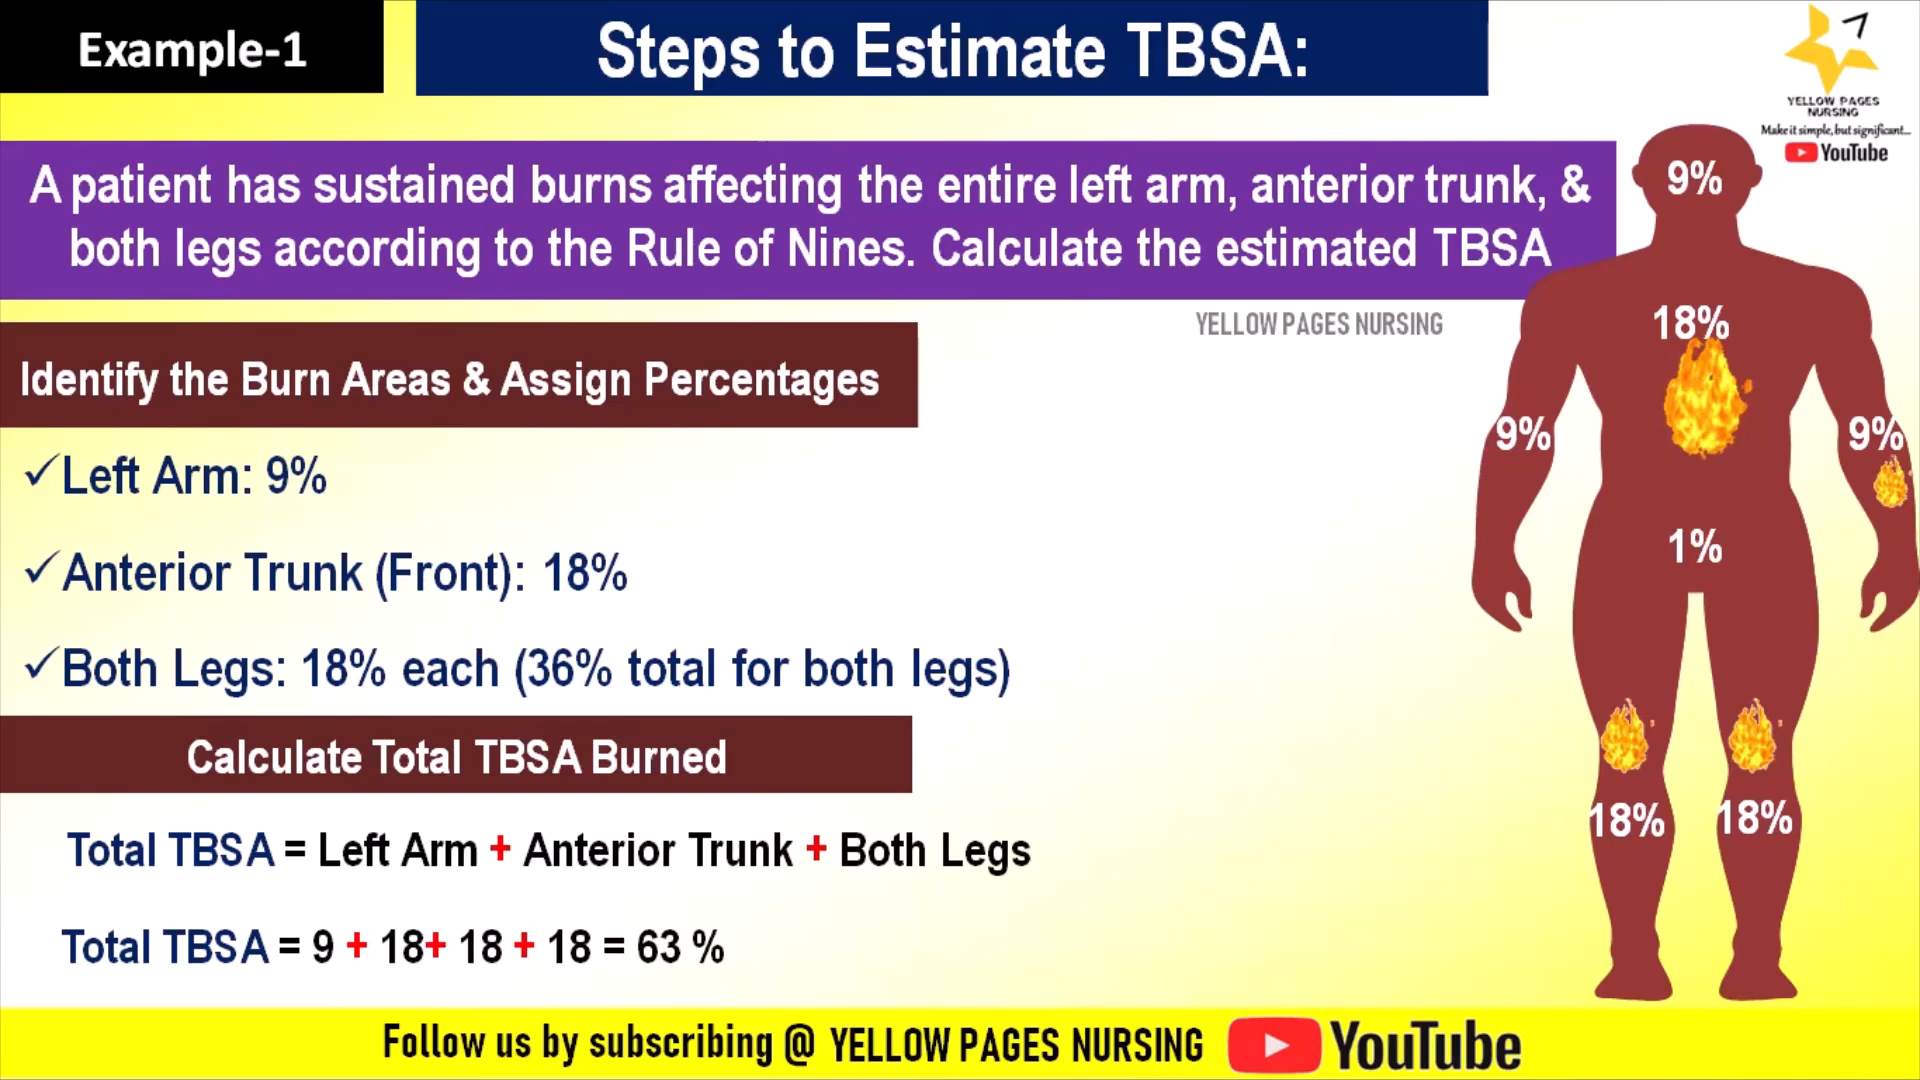 Example-1
Steps to Estimate TBSA:
YELLOW PAGES
NURSING
Make it simple, but significant...
YouTube
A patient has sustained burns affecting the entire left arm, anterior trunk, &
both legs according to the Rule of Nines. Calculate the estimated TBSA
YELLOW PAGES NURSING
Identify the Burn Areas & Assign Percentages
✓Left Arm: 9%
✓Anterior Trunk (Front): 18%
✓Both Legs: 18% each (36% total for both legs)
Calculate Total TBSA Burned
Total TBSA = Left Arm + Anterior Trunk + Both Legs
Total TBSA = 9 + 18+ 18 + 18 = 63 %
9%
18%
9%
9%
1%
18%
18%
Follow us by subscribing @ YELLOW PAGES NURSING YouTube